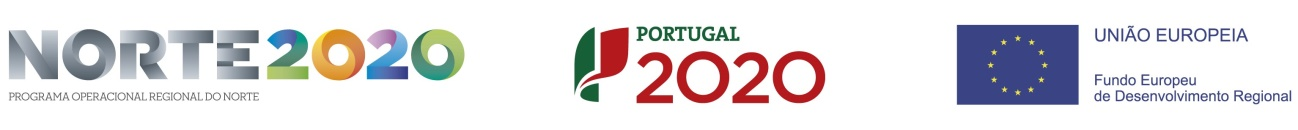 NORTE2020
PROGRAMA OPERACIONAL REGIONAL DO NORTE
PORTUGAL
2020
UNIÃO EUROPEIA
Fundo Europeu
de Desenvolvimento Regional